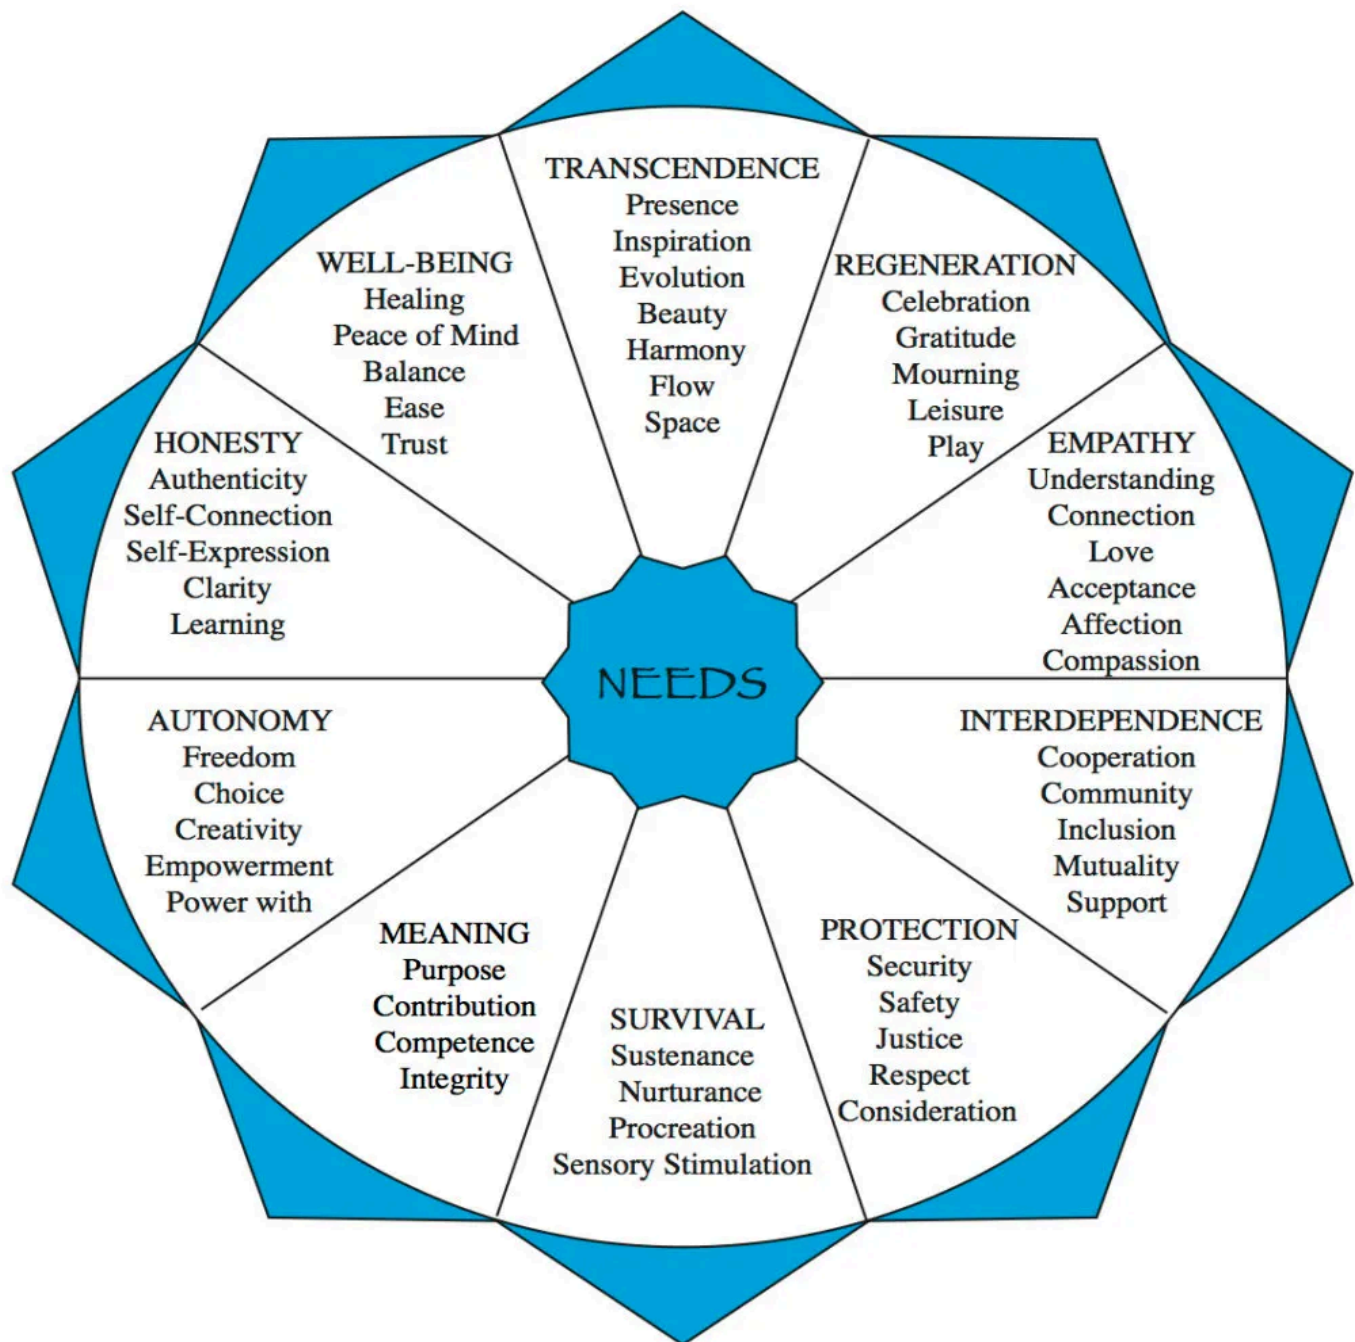 TRANSCENDENCE
Presence
Inspiration
Evolution
Beauty
Harmony
Flow
Space
REGENERATION
Celebration
Gratitude
Mourning
Leisure
Play
EMPATHY
Understanding
Connection
Love
Acceptance
Affection
Compassion
INTERDEPENDENCE
Cooperation
Community
Inclusion
Mutuality
Support
PROTECTION
Security
Safety
Justice
Respect
Consideration
SURVIVAL
Sustenance
Nurturance
Procreation
Sensory Stimulation
MEANING
Purpose
Contribution
Competence
Integrity
AUTONOMY
Freedom
Choice
Creativity
Empowerment
Power with
HONESTY
Authenticity
Self-Connection
Self-Expression
Clarity
Learning
WELL-BEING
Healing
Peace of Mind
Balance
Ease
Trust
NEEDS